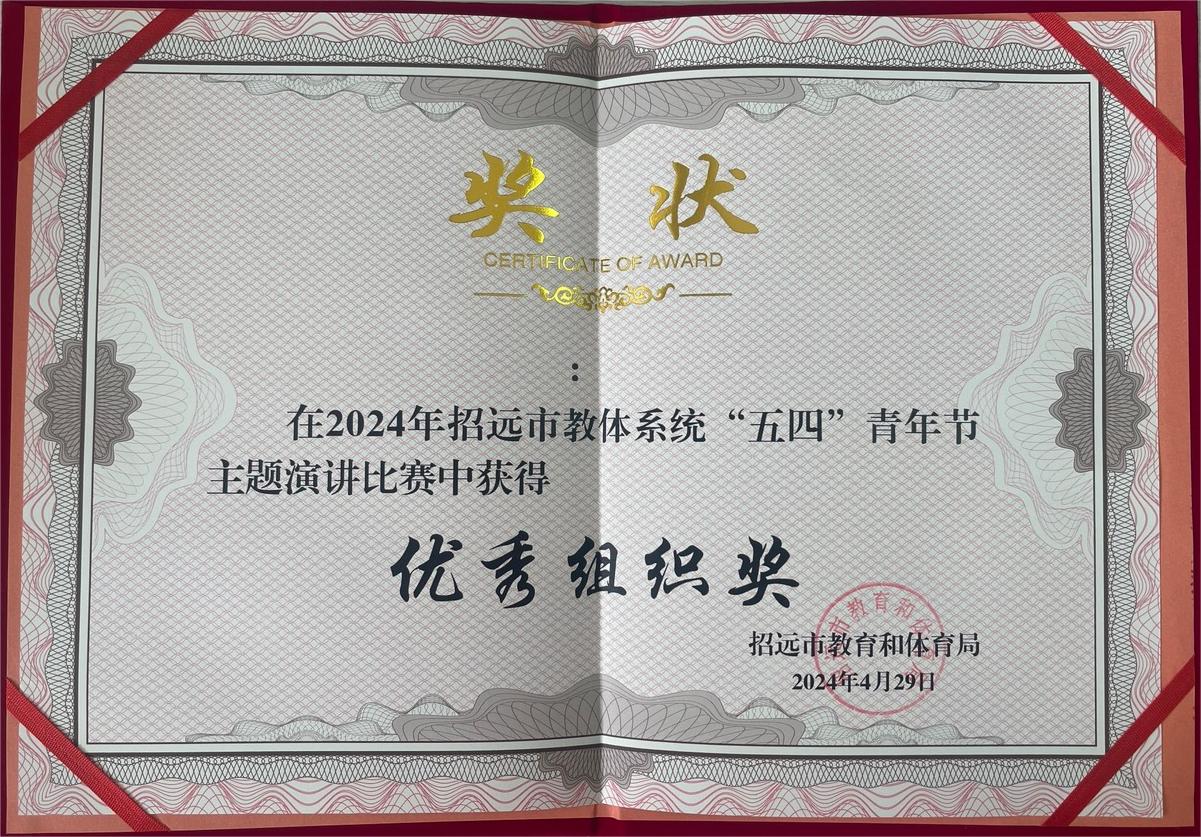 奖 状
CERTIFICATE OF AWARD
：
在2024年招远市教体系统“五四”青年节
主题演讲比赛中获得
优秀组织奖
招远市教育和体育局
2024年4月29日